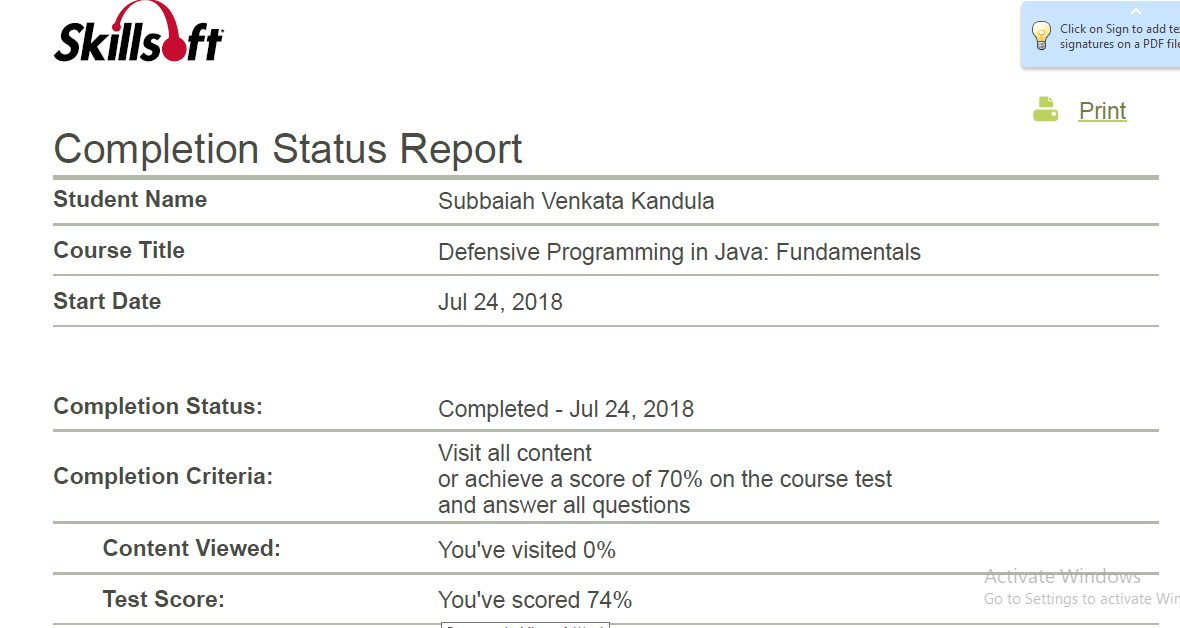 Skillsoft
Click on Sign to add
signatures on a PDF
Print
Completion Status Report
Student Name Subbaiah Venkata Kandula
Course Title Defensive Programming in Java: Fundamentals
Start Date Jul 24, 2018
Completion Status: Completed - Jul 24, 2018
Visit all content
Completion Criteria: or achieve a score of 70% on the course test
and answer all questions
Content Viewed: You've visited 0%
Activate Windows
Test Score: You've scored 74%
Go to Settings to activate